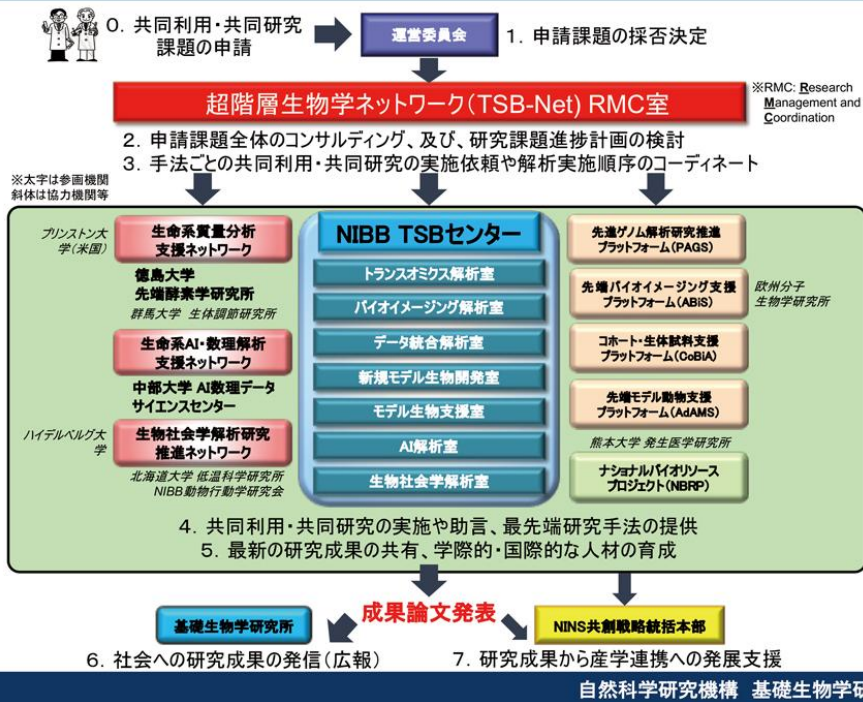 0．共同利用・共同研究
課題の申請
運営委員会
1．申請課題の採否決定
超階層生物学ネットワーク（TSB-Net） RMC室
※RMC: Research
Management and
Coordination
2．申請課題全体のコンサルディング、及び、研究課題進捗計画の検討
3．手法ごとの共同利用・共同研究の実施依頼や解析実施順序のコーディネート
※太字は参画機関
斜体は協力機関等
プリンストン大
学（米国）
生命系質量分析
支援ネットワーク
徳島大学
先端酵素学研究所
群馬大学 生体調節研究所
生命系AI・数理解析
支援ネットワーク
中部大学 AI数理データ
サイエンスセンター
ハイデルベルグ大
学
生物社会学解析研究
推進ネットワーク
北海道大学 低温科学研究所
NIBB動物行動学研究会
NIBB TSBセンター
トランスオミクス解析室
バイオイメージング解析室
データ統合解析室
新規モデル生物開発室
モデル生物支援室
AI解析室
生物社会学解析室
先進ゲノム解析研究推進
プラットフォーム（PAGS）
先端バイオイメージング支援
プラットフォーム（ABiS）
欧州分子
生物学研究所
コホート・生体試料支援
プラットフォーム（CoBiA）
先端モデル動物支援
プラットフォーム（AdAMS）
熊本大学 発生医学研究所
ナショナルバイオリソース
プロジェクト（NBRP）
4．共同利用・共同研究の実施や助言、最先端研究手法の提供
5．最新の研究成果の共有、学際的・国際的な人材の育成
成果論文発表
基礎生物学研究所
NINS共創戦略統括本部
6．社会への研究成果の発信（広報）
7．研究成果から産学連携への発展支援
自然科学研究機構 基礎生物学研